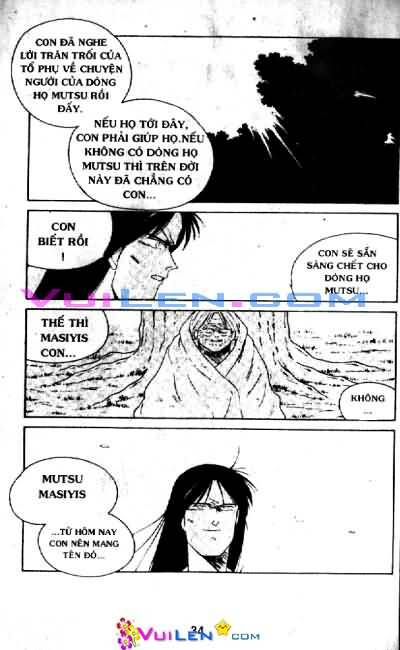 CON ĐÃ NGHE
LỜI TRĂN TRỐI CỦA
TỔ PHỤ VỀ CHUYỆN
NGƯỜI CỦA DÒNG
HỌ MUTSU RỒI
ĐẤY.
NẾU HỌ TỚI ĐÂY,
CON PHẢI GIÚP HỌ.NẾU
KHÔNG CÓ DÒNG HỌ
MUTSU THÌ TRÊN ĐỜI
NÀY ĐÃ CHẲNG CÓ
CON...
CON
BIẾT RỒI
!
CON SẼ SẴN
SÀNG CHẾT CHO
DÒNG HỌ
MUTSU...
VUILEN.COM
THẾ THÌ
MASIYIS
CON...
KHÔNG
...
MUTSU
MASIYIS
...TỪ HÔM NAY
CON NÊN MANG
TÊN ĐÓ...
34
VUILEN.COM